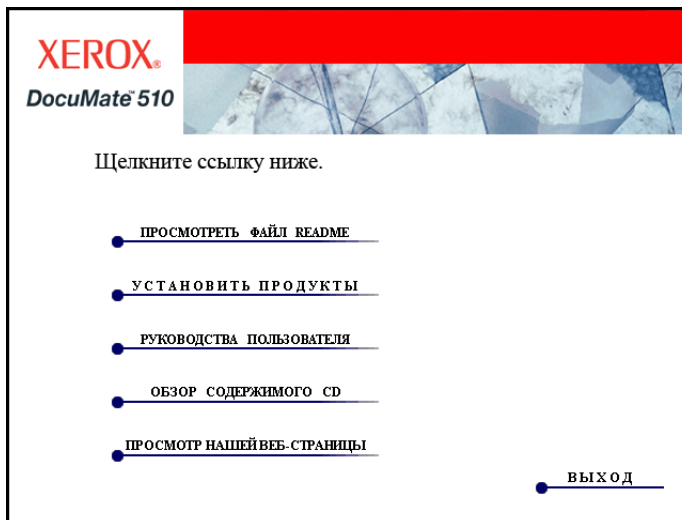 XEROX®
DocuMate™ 510
Щелкните ссылку ниже.
ПРОСМОТРЕТЬ ФАЙЛ README
УСТАНОВИТЬ ПРОДУКТЫ
РУКОВОДСТВА ПОЛЬЗОВАТЕЛЯ
ОБЗОР СОДЕРЖИМОГО CD
ПРОСМОТР НАШЕЙ ВЕБ-СТРАНИЦЫ
ВЫХОД